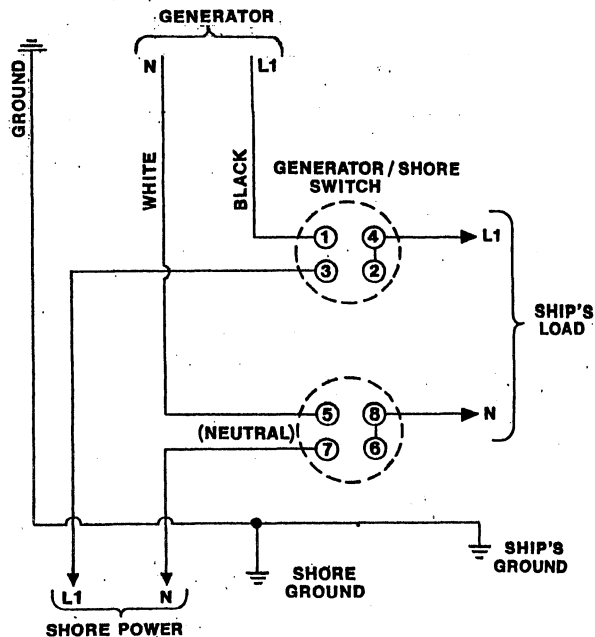 GENERATOR
N
L1
GROUND
WHITE
BLACK
GENERATOR / SHORE
SWITCH
1
4
L1
3
2
SHIP'S
LOAD
5
8
N
(NEUTRAL)
7
6
SHORE
GROUND
SHIP'S
GROUND
L1
N
SHORE POWER